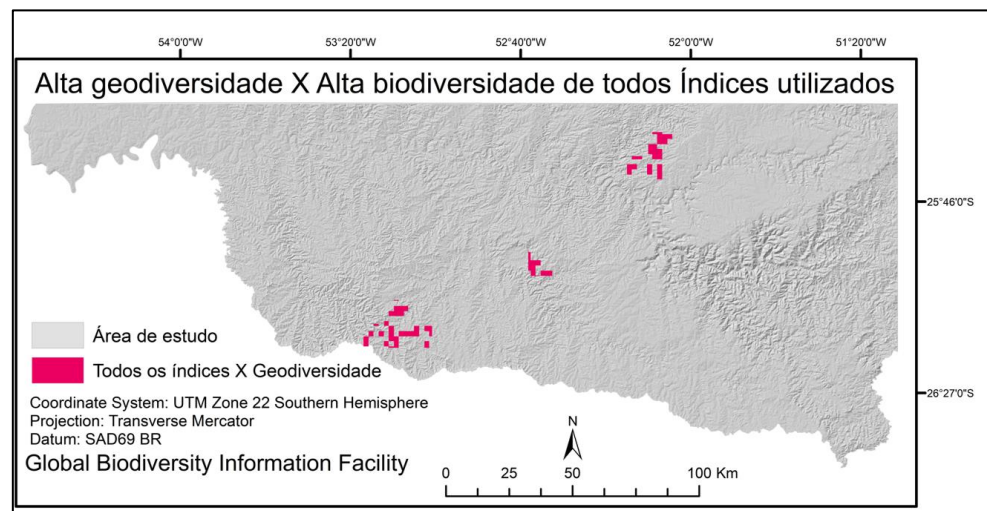 54°0'0"W 53°20'0"W 52°40'0"W 52°0'0"W 51°20'0"W
Alta geodiversidade X Alta biodiversidade de todos Índices utilizados
25°46'0"S
Área de estudo
Todos os índices X Geodiversidade
26°27'0"S
Coordinate System: UTM Zone 22 Southern Hemisphere
Projection: Transverse Mercator
Datum: SAD69 BR
Global Biodiversity Information Facility
N
0 25 50 100 Km